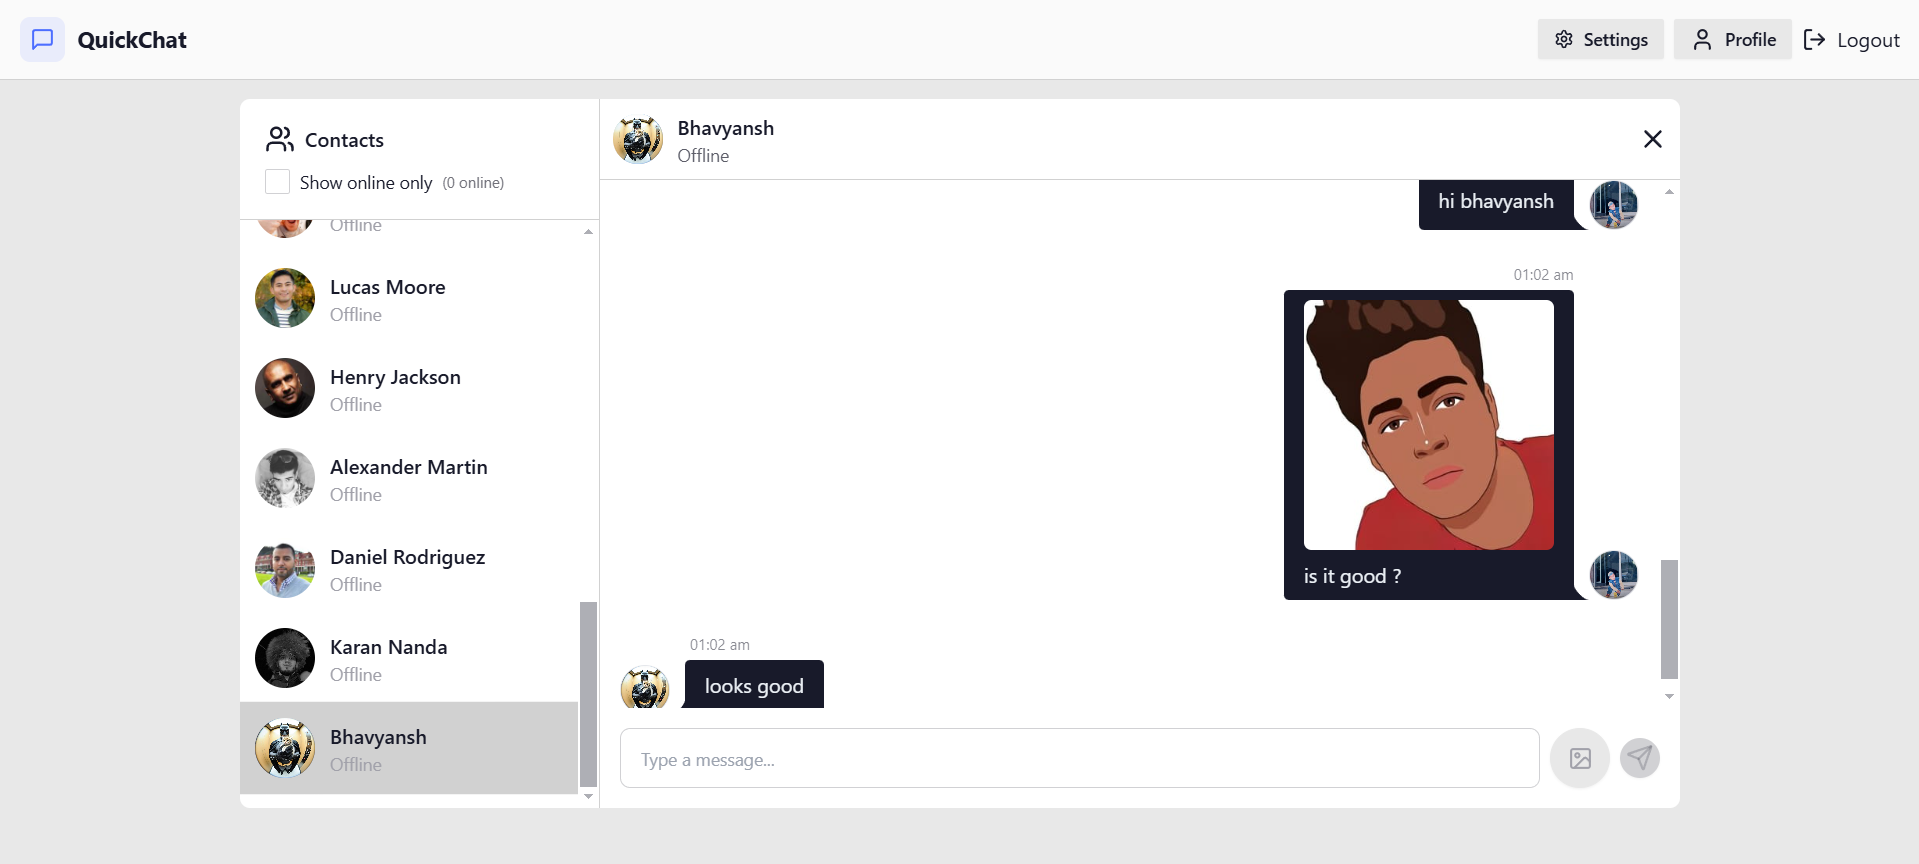 QuickChat
Settings
Profile
Logout
Contacts
Show online only (0 online)
Offline
Lucas Moore
Offline
Henry Jackson
Offline
Alexander Martin
Offline
Daniel Rodriguez
Offline
Karan Nanda
Offline
Bhavyansh
Offline
Bhavyansh
Offline
hi bhavyansh
01:02 am
is it good ?
01:02 am
looks good
Type a message...